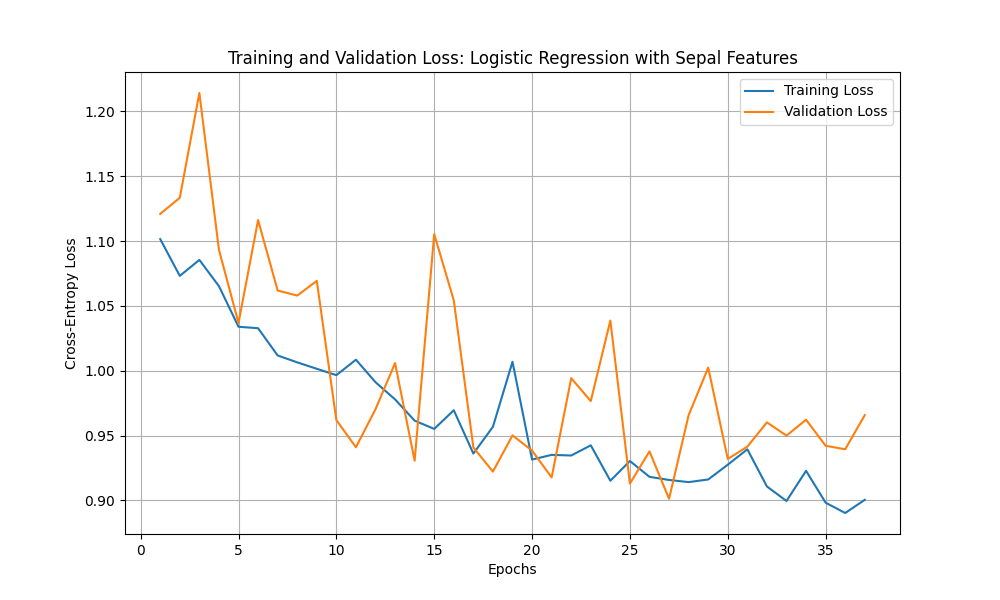 Training and Validation Loss: Logistic Regression with Sepal Features
Training Loss
Validation Loss
Cross-Entropy Loss
1.20
1.15
1.10
1.05
1.00
0.95
0.90
0 5 10 15 20 25 30 35
Epochs